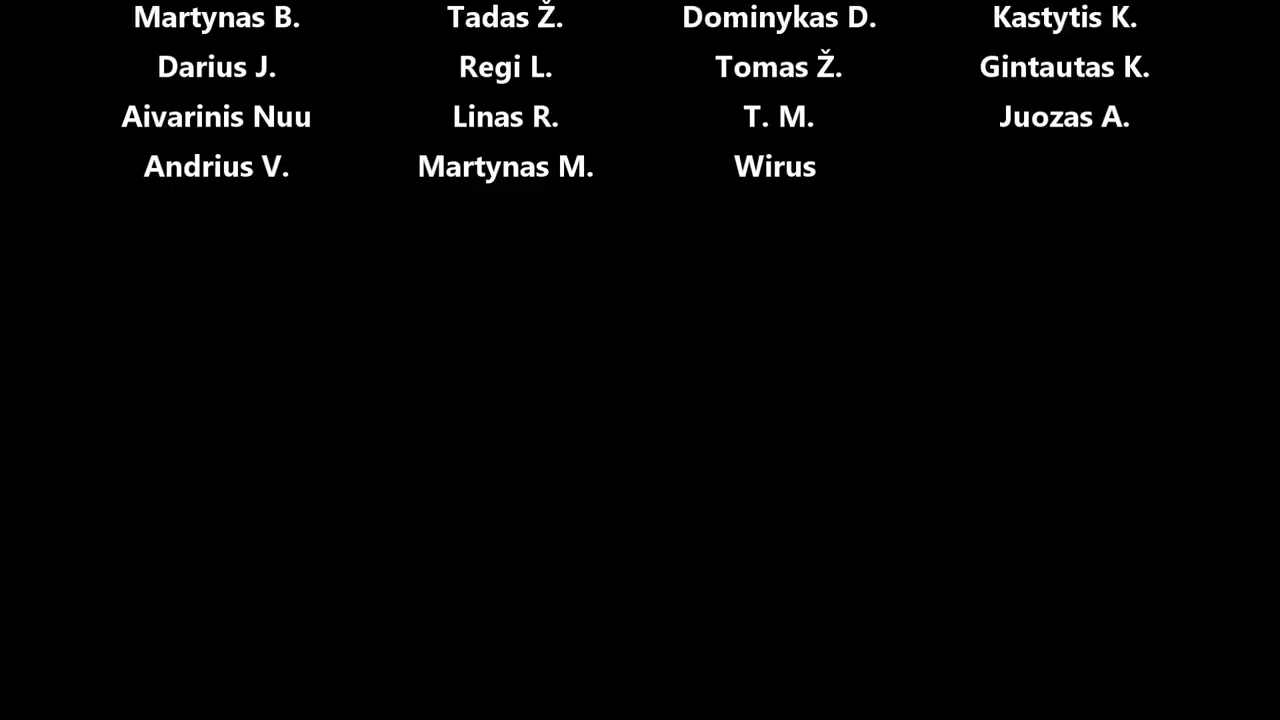 Martynas B. Tadas Ž. Dominykas D. Kastytis K.
Darius J. Regi L. Tomas Ž. Gintautas K.
Aivarinis Nuu Linas R. T. M. Juozas A.
Andrius V. Martynas M. Wirus